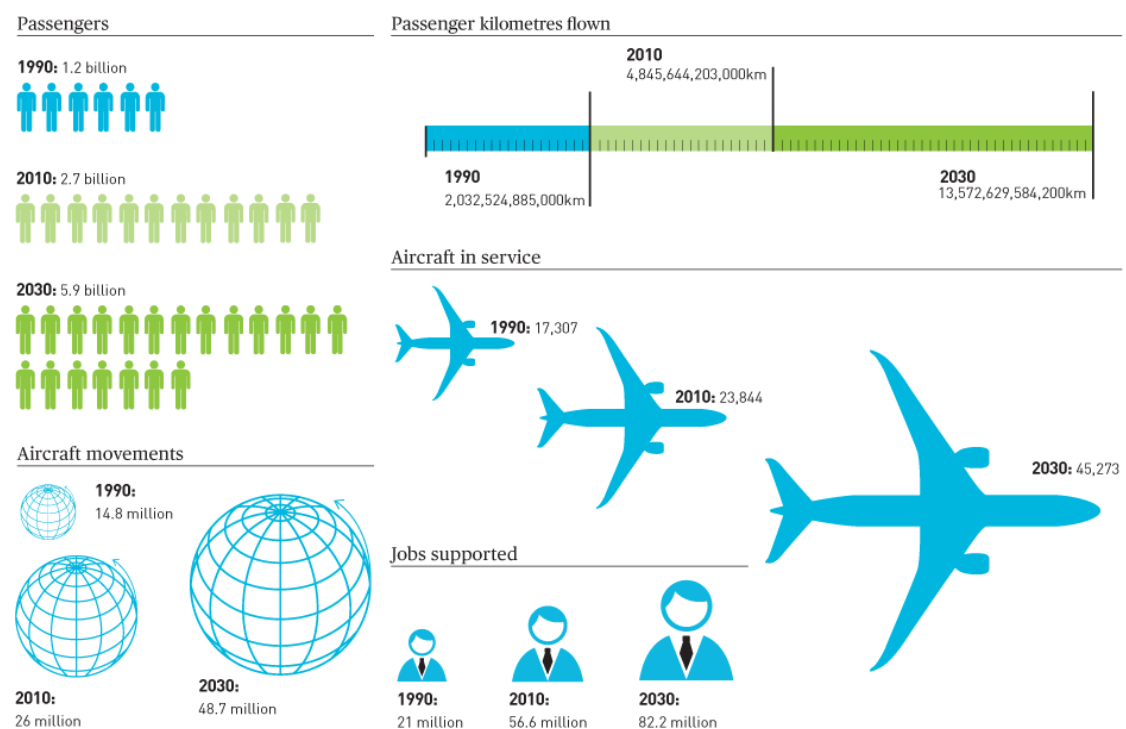 Passengers
1990: 1.2 billion
2010: 2.7 billion
2030: 5.9 billion
Passenger kilometres flown
2010
4,845,644,203,000km
1990
2,032,524,885,000km
2030
13,572,629,584,200km
Aircraft in service
1990: 17,307
2010: 23,844
2030: 45,273
Aircraft movements
1990:
14.8 million
2010:
26 million
2030:
48.7 million
Jobs supported
1990:
21 million
2010:
56.6 million
2030:
82.2 million